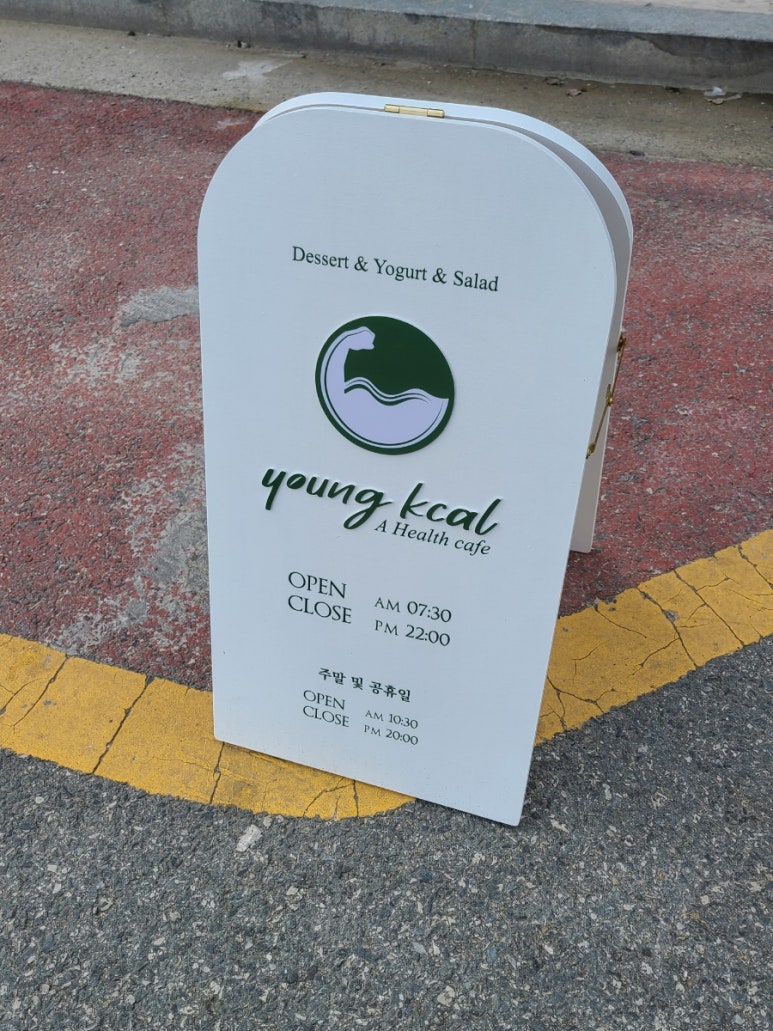 Dessert & Yogurt & Salad
young kcal
A Health cafe
OPEN AM 07:30
CLOSE PM 22:00
주말 및 공휴일
OPEN AM 10:30
CLOSE PM 20:00